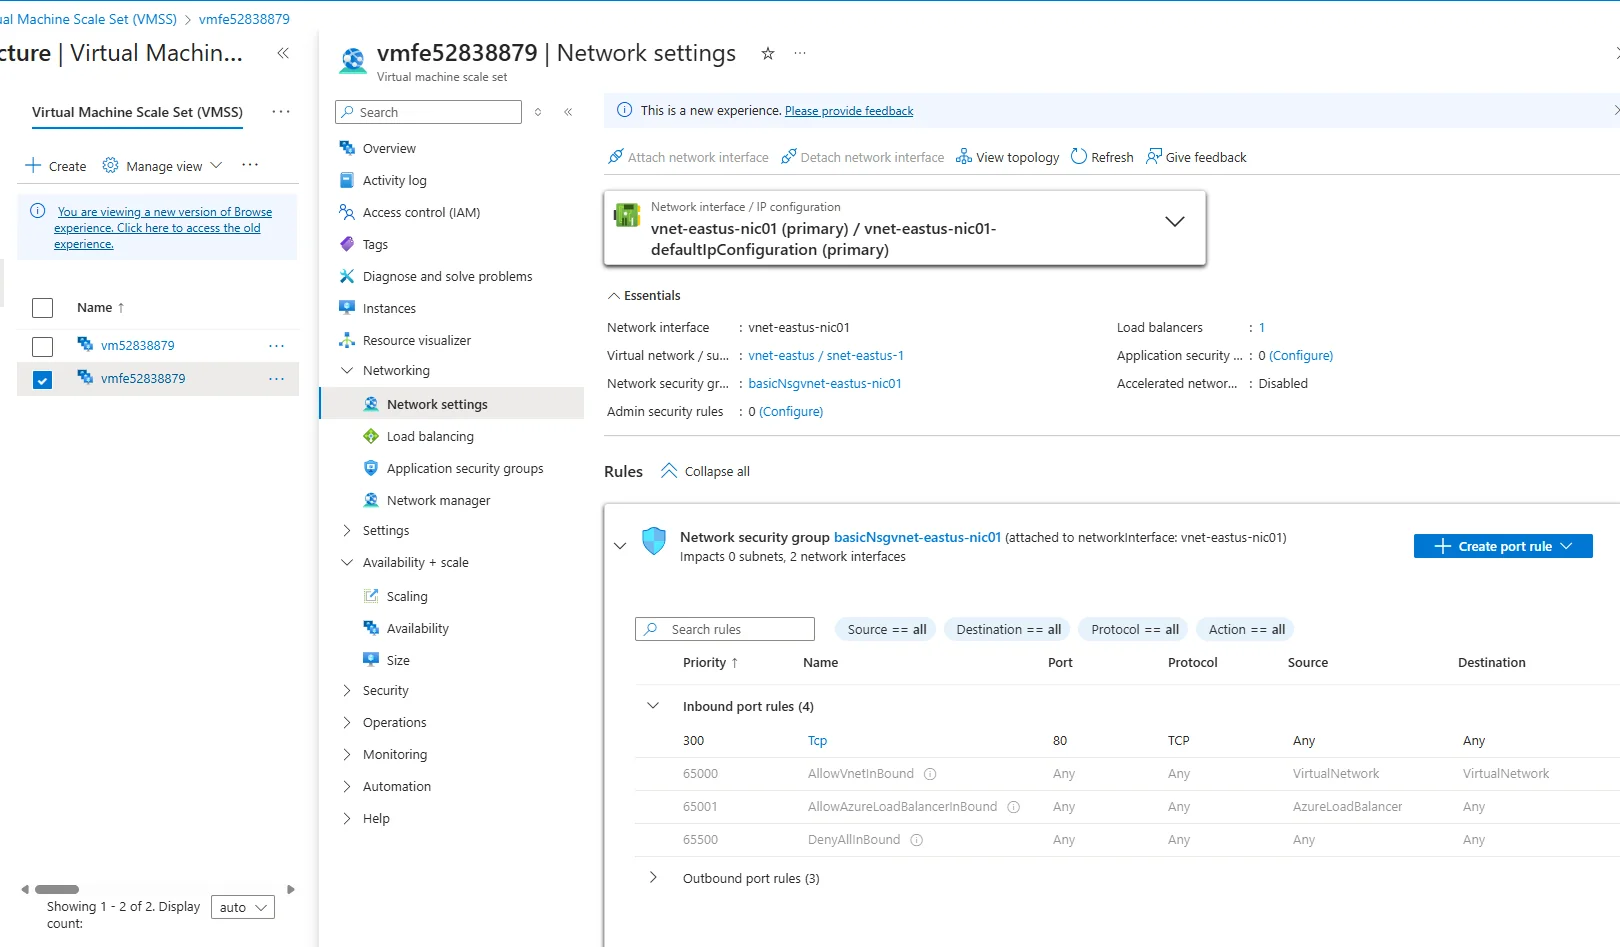 ual Machine Scale Set (VMSS) > vmfe52838879
cture | Virtual Machin...
Virtual Machine Scale Set (VMSS)
Create
Manage view
You are viewing a new version of Browse
experience. Click here to access the old
experience.
Name ↑
vm52838879
vmfe52838879
Showing 1 - 2 of 2. Display
count:
auto
vmfe52838879 | Network settings
Virtual machine scale set
Search
Overview
Activity log
Access control (IAM)
Tags
Diagnose and solve problems
Instances
Resource visualizer
Networking
Network settings
Load balancing
Application security groups
Network manager
Settings
Availability + scale
Scaling
Availability
Size
Security
Operations
Monitoring
Automation
Help
This is a new experience. Please provide feedback
Attach network interface Detach network interface View topology Refresh Give feedback
Network interface / IP configuration
vnet-eastus-nic01 (primary) / vnet-eastus-nic01-
defaultIpConfiguration (primary)
Essentials
Network interface : vnet-eastus-nic01
Virtual network / su... : vnet-eastus / snet-eastus-1
Network security gr... : basicNsgvnet-eastus-nic01
Admin security rules : 0 (Configure)
Load balancers : 1
Application security ... : 0 (Configure)
Accelerated networ... : Disabled
Rules Collapse all
Network security group basicNsgvnet-eastus-nic01 (attached to networkInterface: vnet-eastus-nic01)
Impacts 0 subnets, 2 network interfaces
Create port rule
Search rules Source == all Destination == all Protocol == all Action == all
Priority ↑ Name Port Protocol Source Destination
Inbound port rules (4)
300 Tcp 80 TCP Any Any
65000 AllowVnetInBound Any Any VirtualNetwork VirtualNetwork
65001 AllowAzureLoadBalancerInBound Any Any AzureLoadBalancer Any
65500 DenyAllInBound Any Any Any Any
Outbound port rules (3)